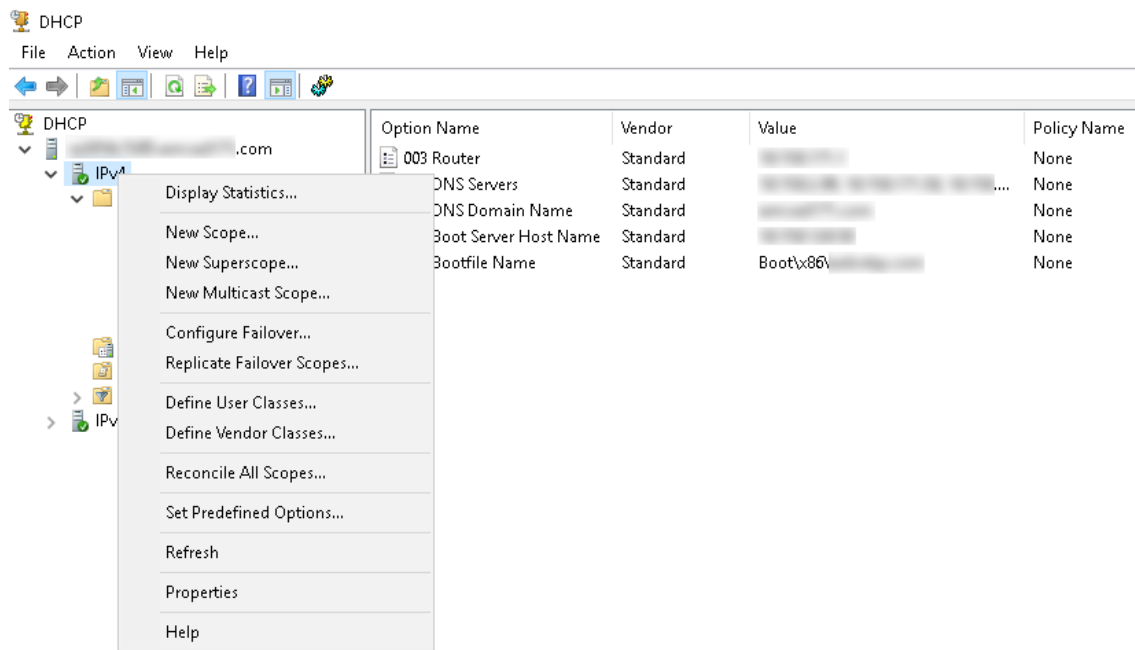 DHCP
File Action View Help
DHCP
.com
IPv4
IPv
Display Statistics...
New Scope...
New Superscope...
New Multicast Scope...
Configure Failover...
Replicate Failover Scopes...
Define User Classes...
Define Vendor Classes...
Reconcile All Scopes...
Set Predefined Options...
Refresh
Properties
Help
Option Name Vendor Value Policy Name
003 Router Standard None
DNS Servers Standard .... None
DNS Domain Name Standard None
Boot Server Host Name Standard None
Bootfile Name Standard Boot\x86\ None